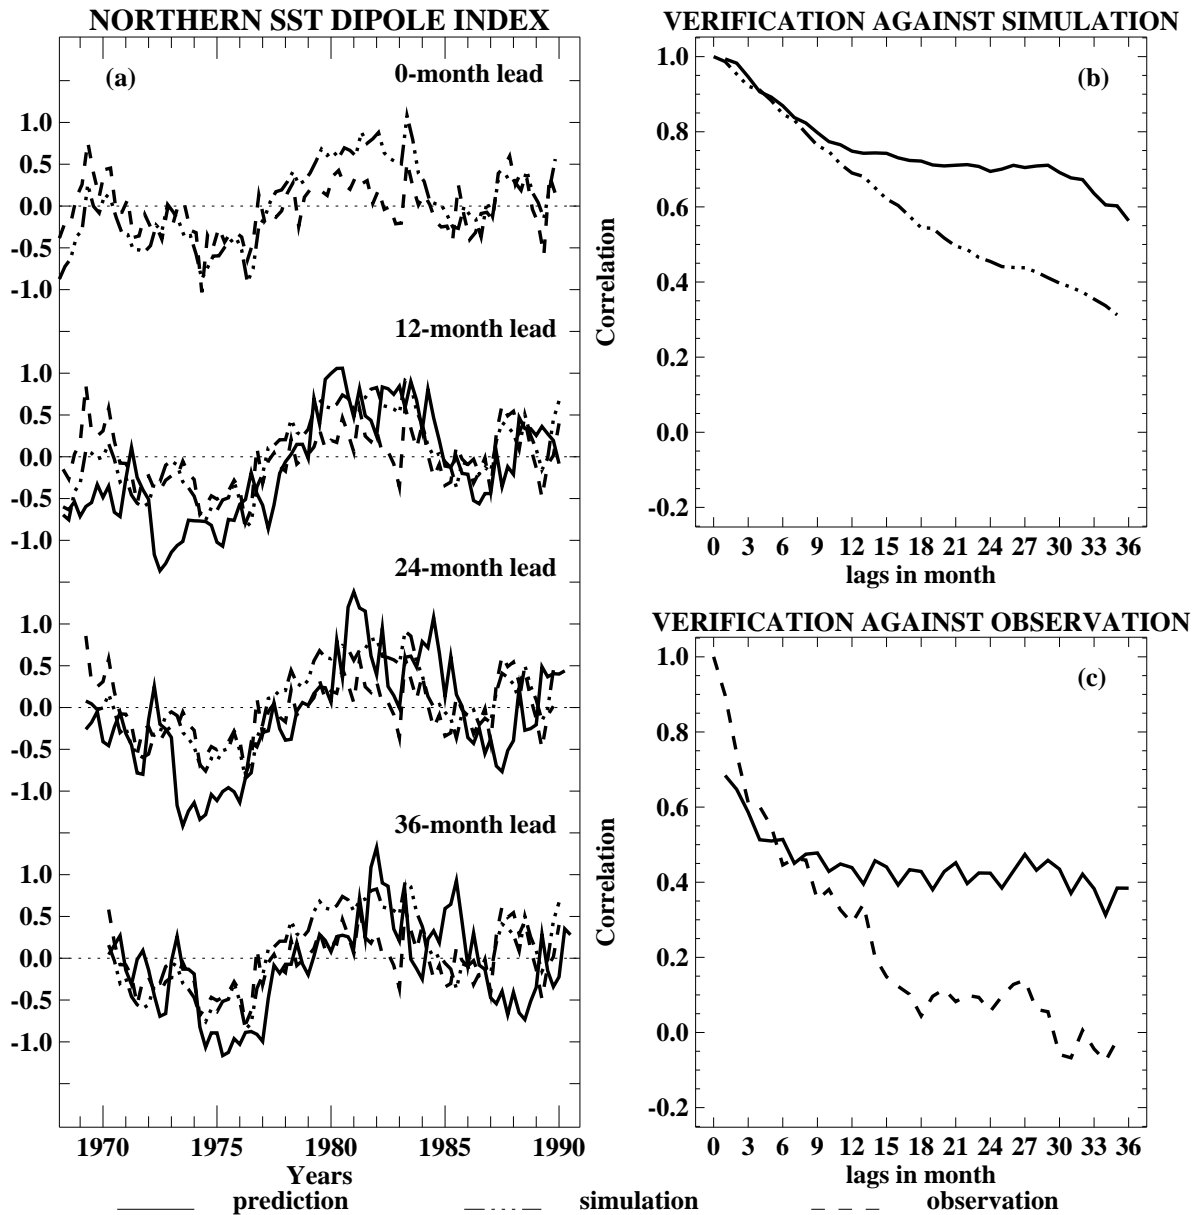 NORTHERN SST DIPOLE INDEX
(a)
0-month lead
1.0
0.5
0.0
-0.5
-1.0
12-month lead
1.0
0.5
0.0
-0.5
-1.0
24-month lead
1.0
0.5
0.0
-0.5
-1.0
36-month lead
1.0
0.5
0.0
-0.5
-1.0
1970 1975 1980 1985 1990
Years
VERIFICATION AGAINST SIMULATION
(b)
Correlation
1.0
0.8
0.6
0.4
0.2
0.0
-0.2
0 3 6 9 12 15 18 21 24 27 30 33 36
lags in month
VERIFICATION AGAINST OBSERVATION
(c)
Correlation
1.0
0.8
0.6
0.4
0.2
0.0
-0.2
0 3 6 9 12 15 18 21 24 27 30 33 36
lags in month
prediction simulation observation